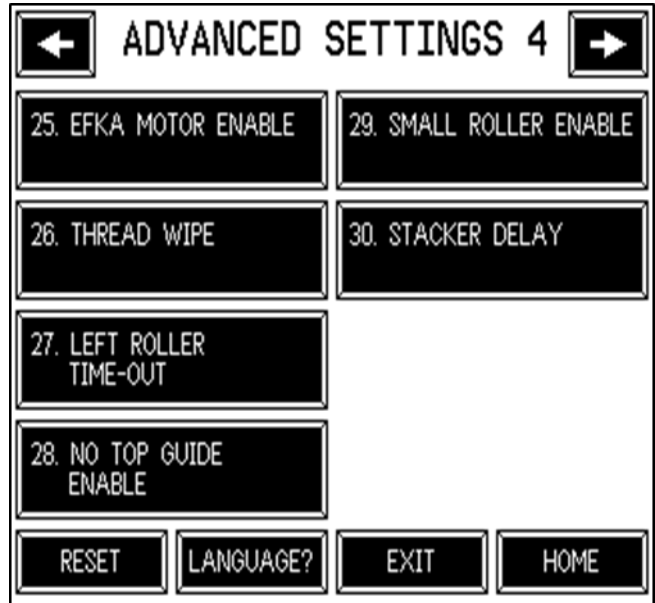 ADVANCED SETTINGS 4
25. EFKA MOTOR ENABLE
26. THREAD WIPE
27. LEFT ROLLER
TIME-OUT
28. NO TOP GUIDE
ENABLE
29. SMALL ROLLER ENABLE
30. STACKER DELAY
RESET
LANGUAGE?
EXIT
HOME